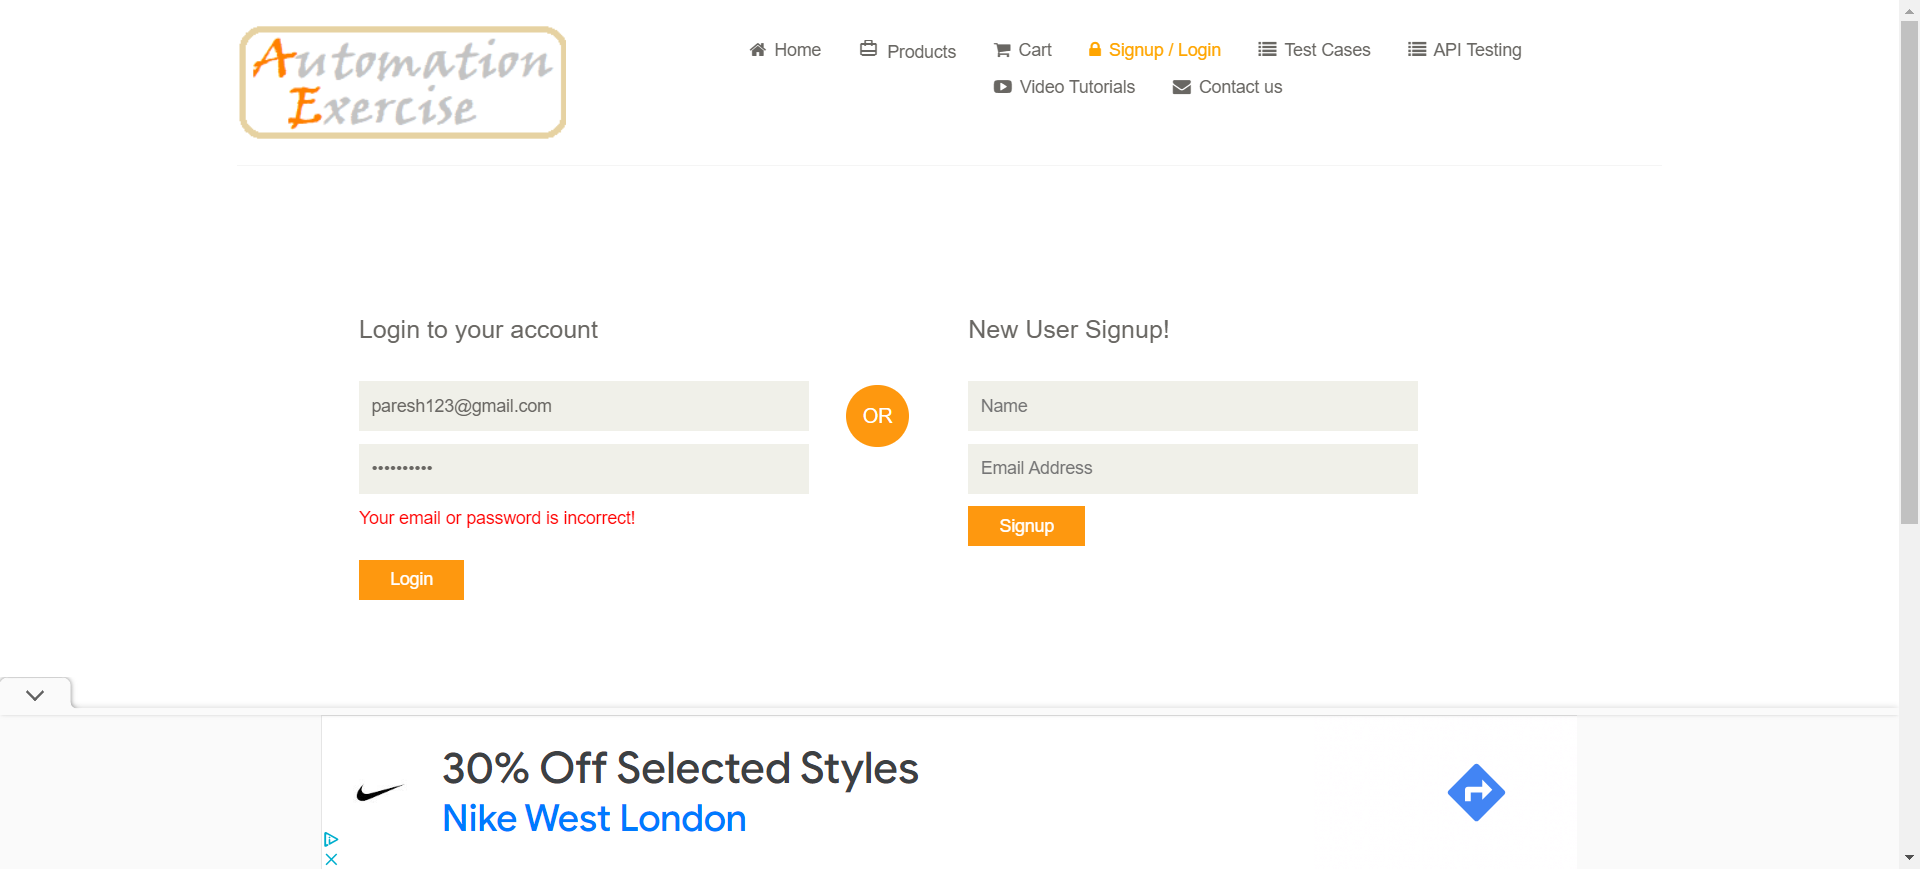 Automation
Exercise
Home
Products
Cart
Signup / Login
Test Cases
API Testing
Video Tutorials
Contact us
Login to your account
New User Signup!
paresh123@gmail.com
OR
Name
••••••••••
Email Address
Your email or password is incorrect!
Signup
Login
30% Off Selected Styles
Nike West London